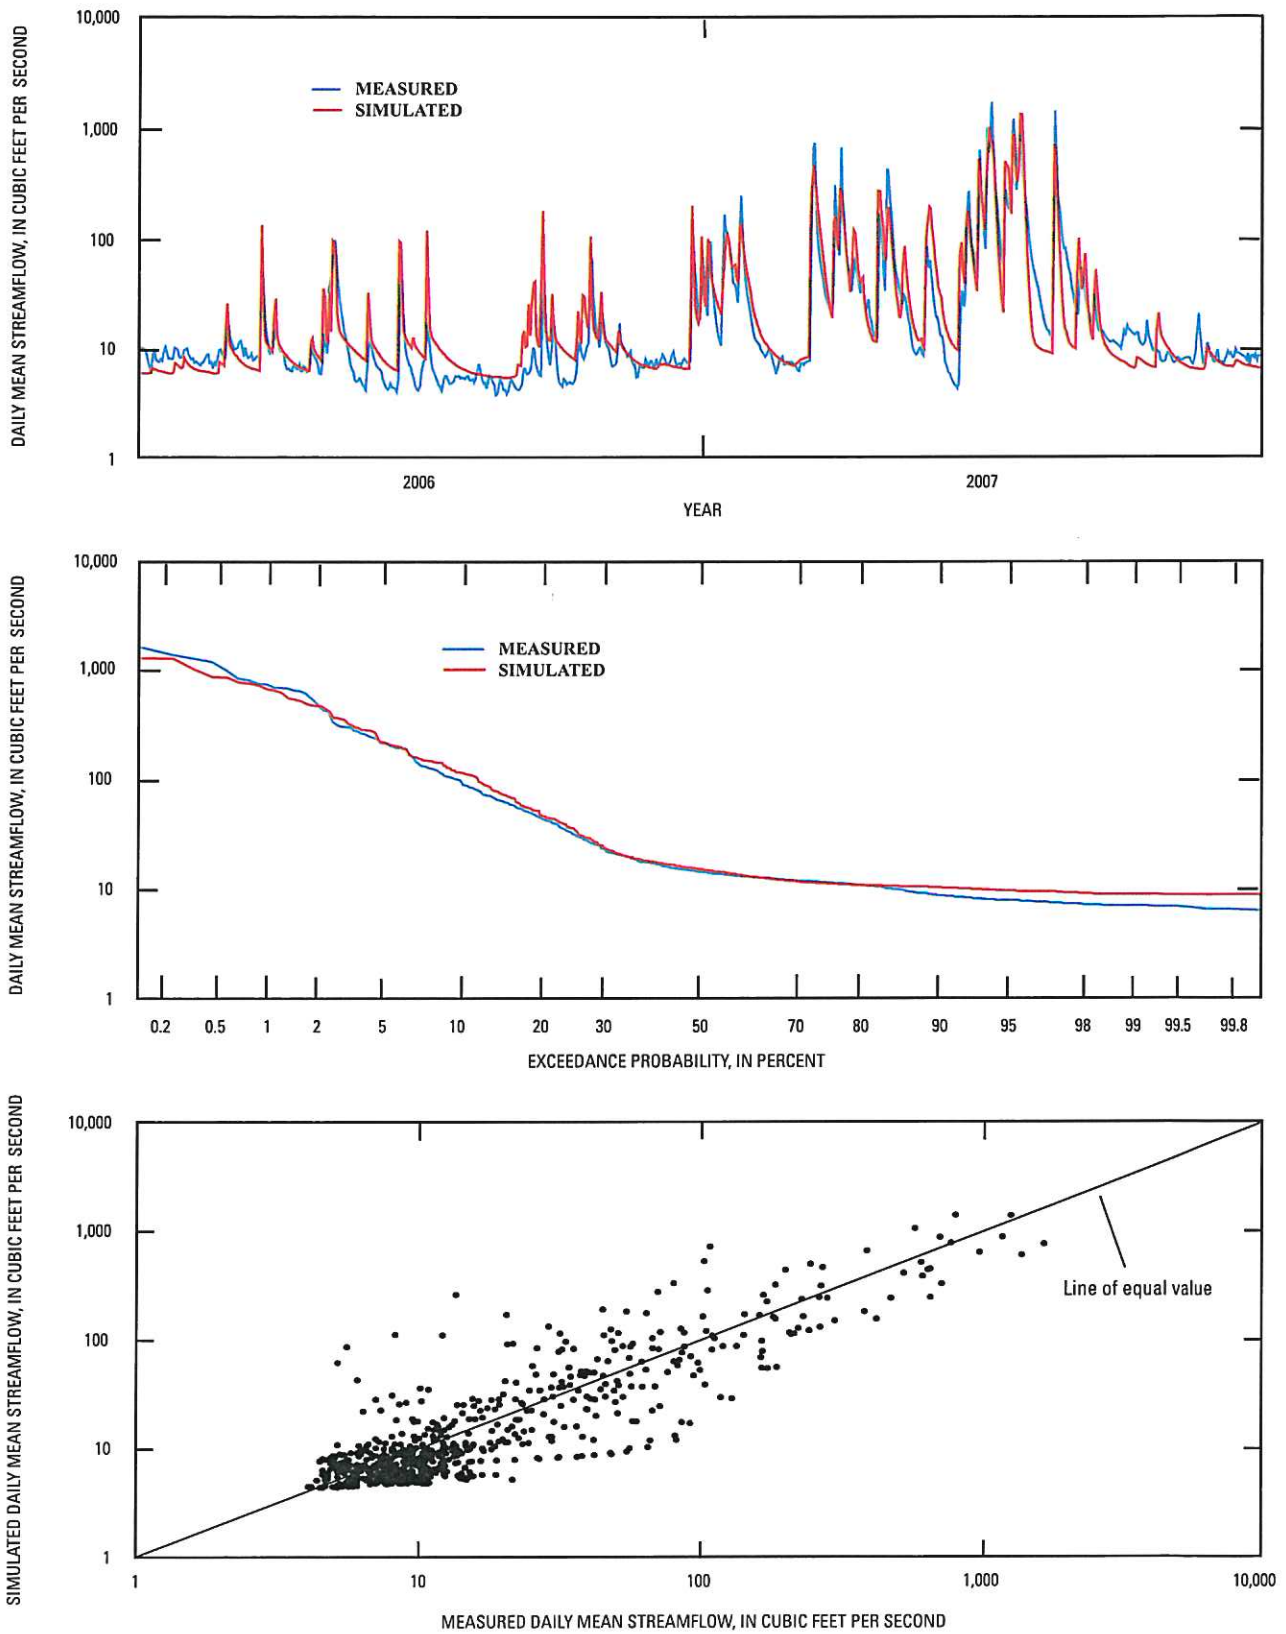 DAILY MEAN STREAMFLOW, IN CUBIC FEET PER SECOND
10,000
1,000
100
10
1
MEASURED
SIMULATED
2006
2007
YEAR
DAILY MEAN STREAMFLOW, IN CUBIC FEET PER SECOND
10,000
1,000
100
10
1
MEASURED
SIMULATED
0.2 0.5 1 2 5 10 20 30 50 70 80 90 95 98 99 99.5 99.8
EXCEEDANCE PROBABILITY, IN PERCENT
SIMULATED DAILY MEAN STREAMFLOW, IN CUBIC FEET PER SECOND
10,000
1,000
100
10
1
Line of equal value
1 10 100 1,000 10,000
MEASURED DAILY MEAN STREAMFLOW, IN CUBIC FEET PER SECOND